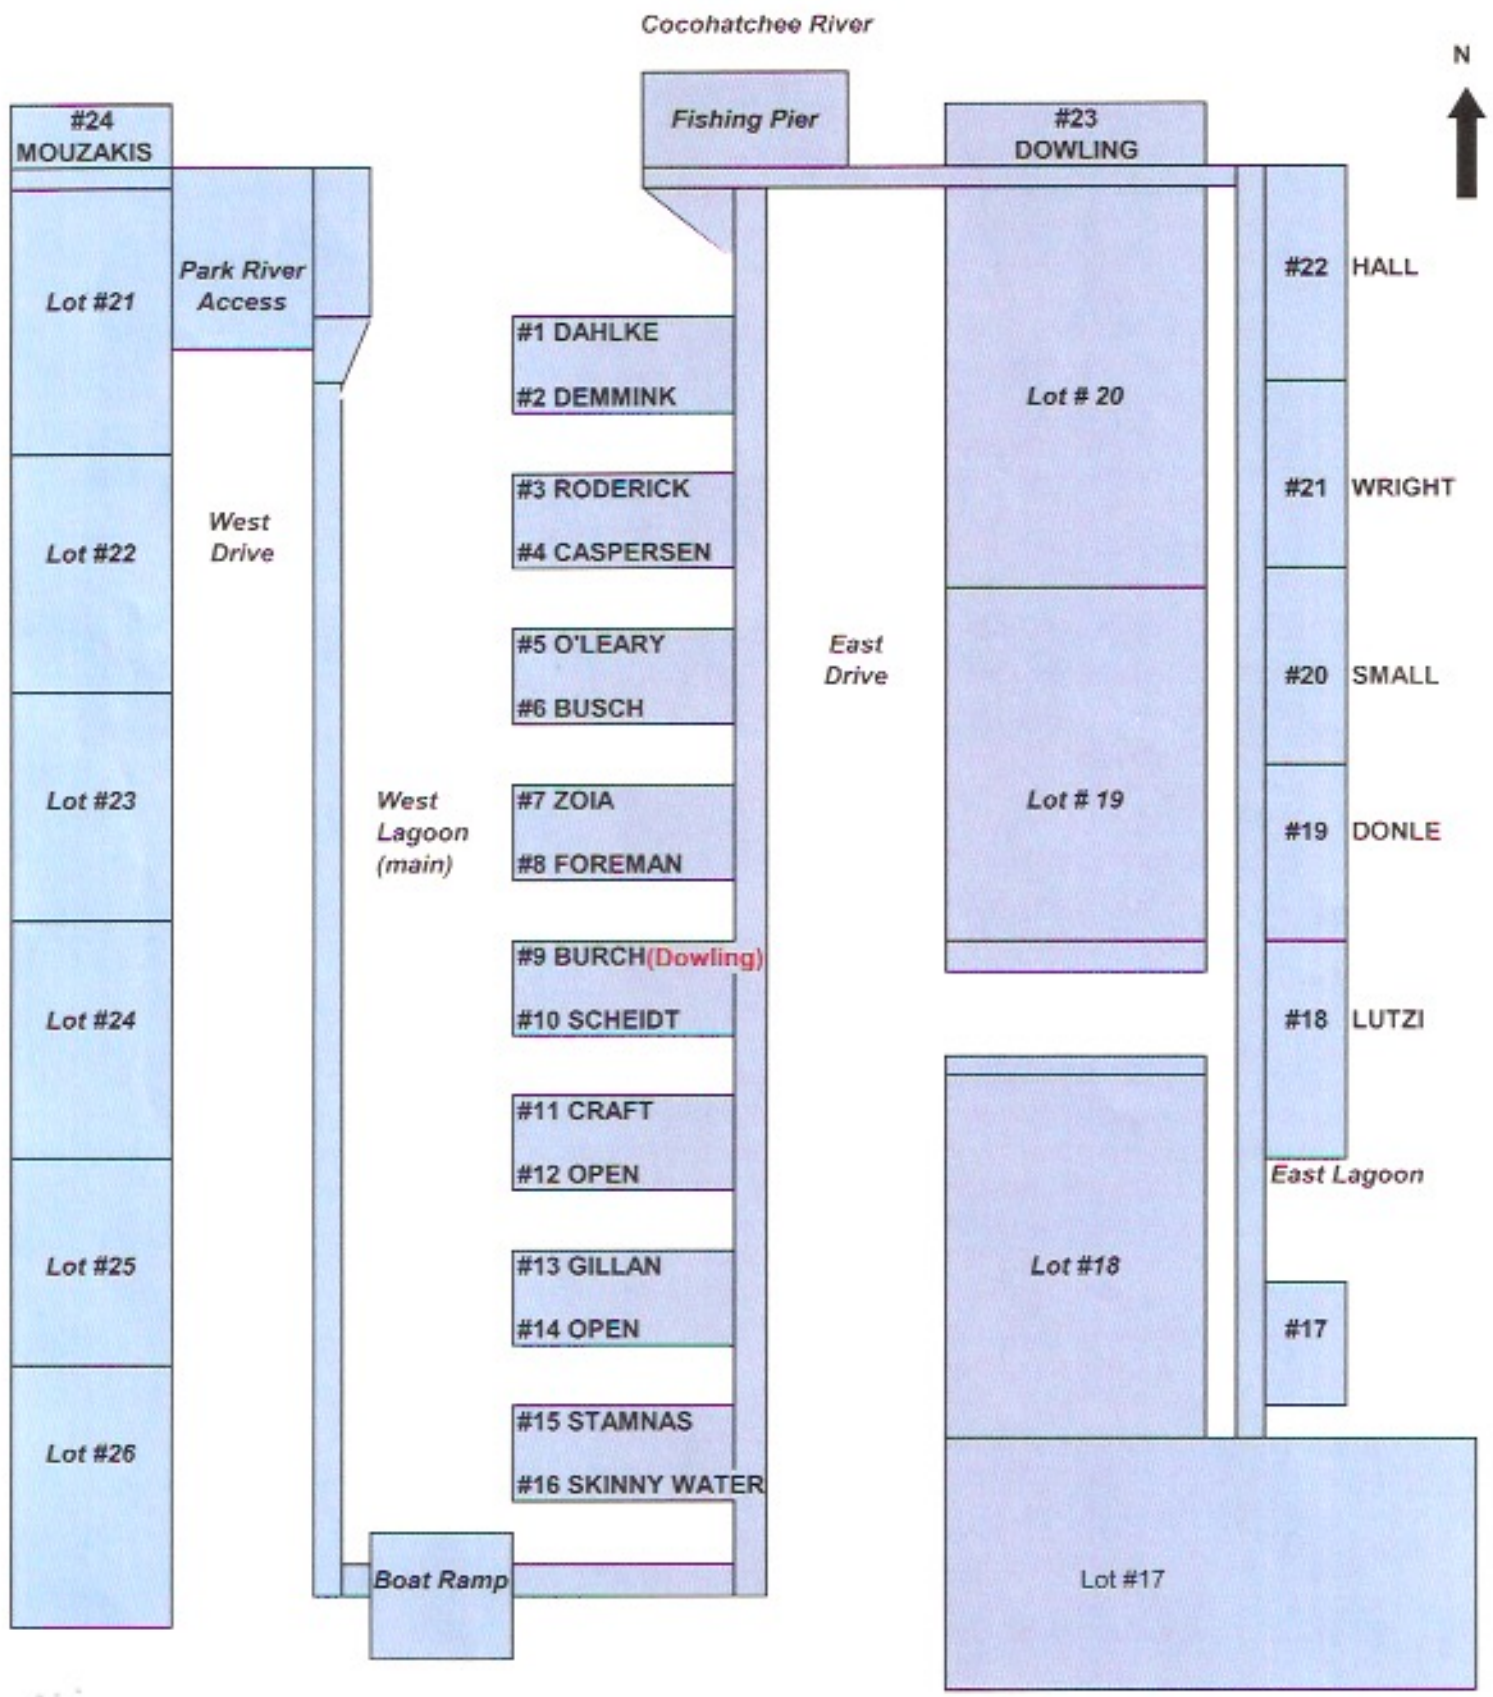 Cocohatchee River
N
#24
MOUZAKIS
Fishing Pier
#23
DOWLING
Park River
Access
Lot #21
#22 HALL
#1 DAHLKE
#2 DEMMINK
Lot # 20
#3 RODERICK
#21 WRIGHT
West
Drive
Lot #22
#4 CASPERSEN
#5 O'LEARY
East
Drive
#20 SMALL
#6 BUSCH
Lot #23
West
Lagoon
(main)
#7 ZOIA
#8 FOREMAN
Lot # 19
#19 DONLE
#9 BURCH(Dowling)
Lot #24
#10 SCHEIDT
#18 LUTZI
#11 CRAFT
#12 OPEN
East Lagoon
Lot #25
#13 GILLAN
Lot #18
#14 OPEN
#17
#15 STAMNAS
Lot #26
#16 SKINNY WATER
Boat Ramp
Lot #17